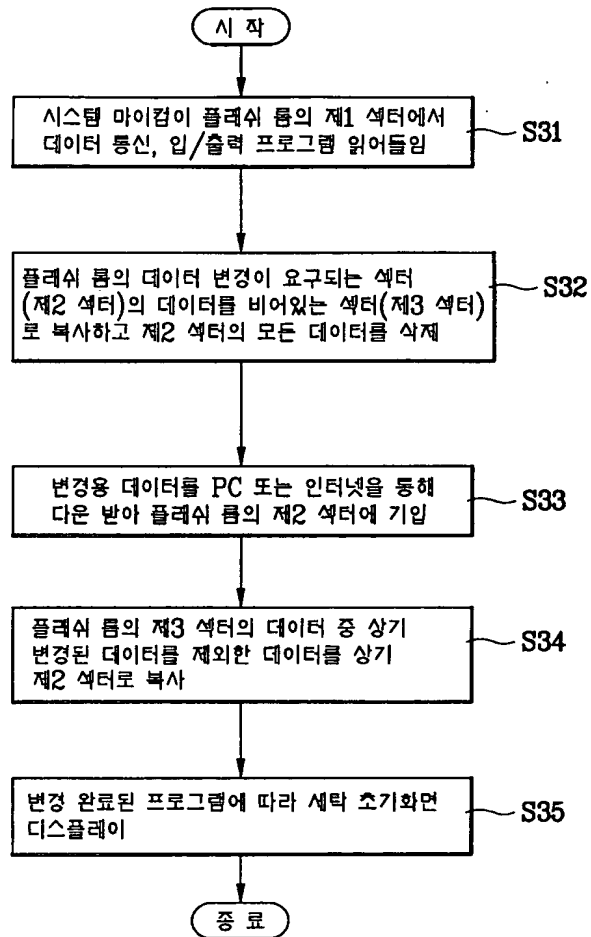 시 작
시스템 마이컴이 플래쉬 롬의 제1 섹터에서
데이터 통신, 입/출력 프로그램 읽어들임
S31
플래쉬 롬의 데이터 변경이 요구되는 섹터
(제2 섹터)의 데이터를 비어있는 섹터(제3 섹터)
로 복사하고 제2 섹터의 모든 데이터를 삭제
S32
변경용 데이터를 PC 또는 인터넷을 통해
다운 받아 플래쉬 롬의 제2 섹터에 기입
S33
플래쉬 롬의 제3 섹터의 데이터 중 상기
변경된 데이터를 제외한 데이터를 상기
제2 섹터로 복사
S34
변경 완료된 프로그램에 따라 세탁 초기화면
디스플레이
S35
종 료